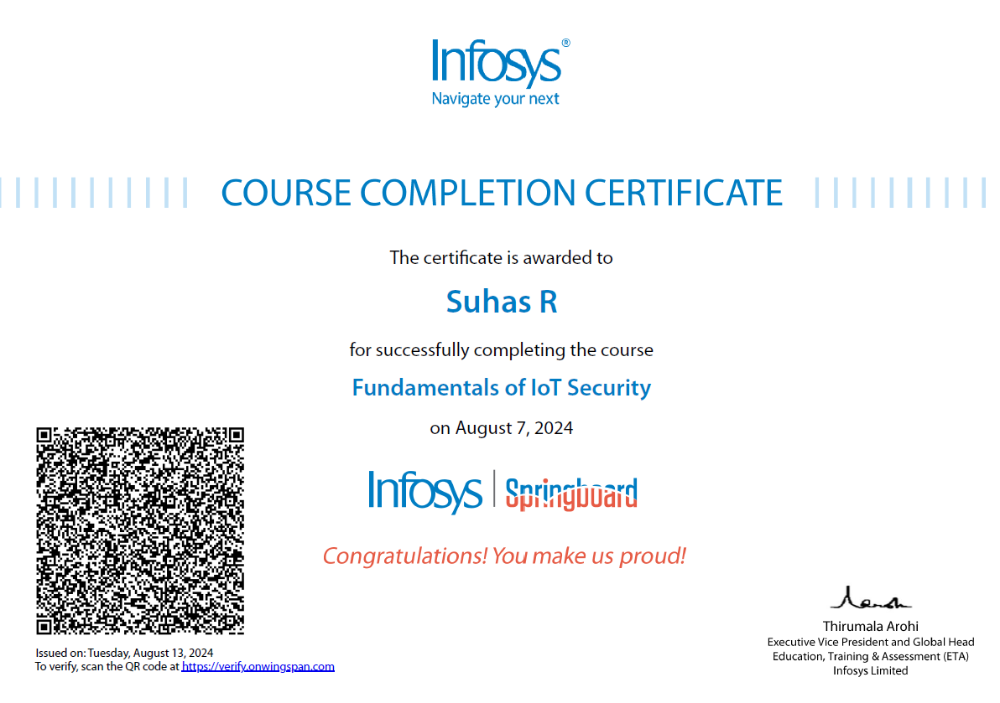 Infosys®
Navigate your next
COURSE COMPLETION CERTIFICATE
The certificate is awarded to
Suhas R
for successfully completing the course
Fundamentals of IoT Security
on August 7, 2024
Infosys | Springboard
Congratulations! You make us proud!
Thirumala Arohi
Executive Vice President and Global Head
Education, Training & Assessment (ETA)
Infosys Limited
Issued on: Tuesday, August 13, 2024
To verify, scan the QR code at https://verify.onwingspan.com